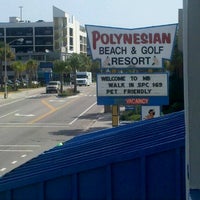 POLYNESIAN
BEACH & GOLF
RESORT
WELCOME TO MB
WALK IN SPC $69
PET FRIENDLY
VACANCY